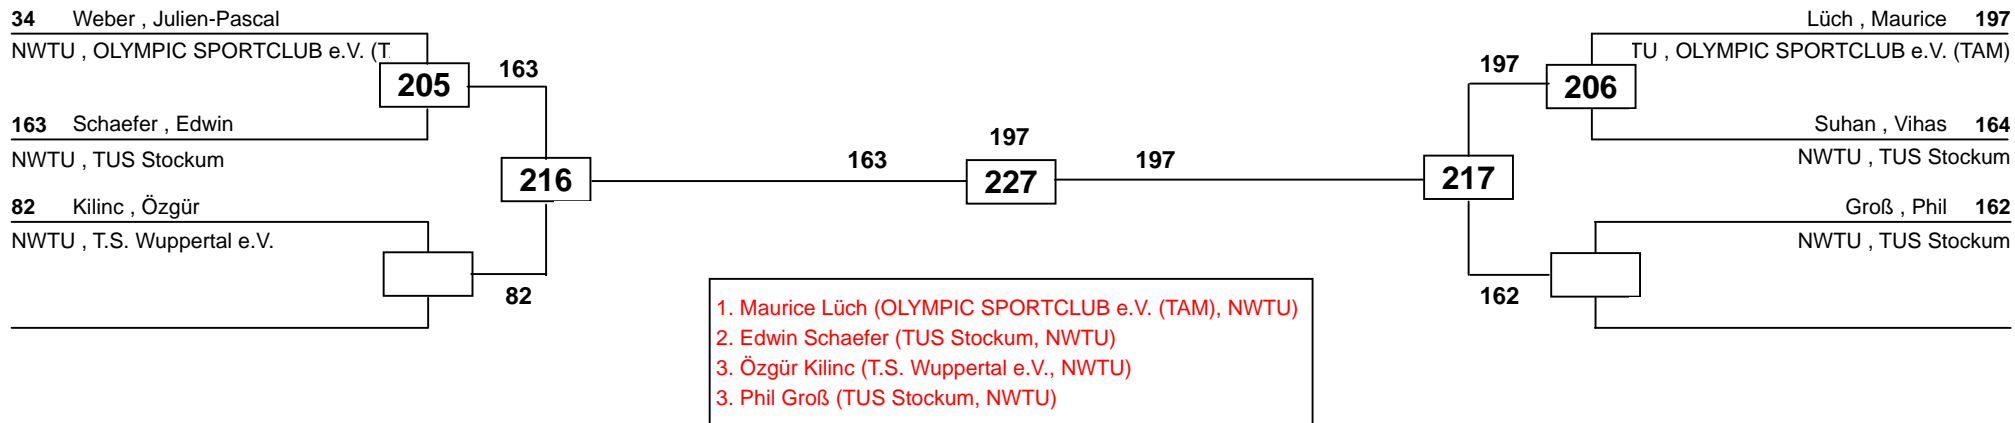 34 Weber , Julien-Pascal
NWTU , OLYMPIC SPORTCLUB e.V. (T
205
163
163 Schaefer , Edwin
NWTU , TUS Stockum
216
82 Kilinc , Özgür
NWTU , T.S. Wuppertal e.V.
82
163
197
227
197
Lüch , Maurice 197
TU , OLYMPIC SPORTCLUB e.V. (TAM)
197
206
Suhan , Vihas 164
NWTU , TUS Stockum
217
Groß , Phil 162
NWTU , TUS Stockum
162
1. Maurice Lüch (OLYMPIC SPORTCLUB e.V. (TAM), NWTU)
2. Edwin Schaefer (TUS Stockum, NWTU)
3. Özgür Kilinc (T.S. Wuppertal e.V., NWTU)
3. Phil Groß (TUS Stockum, NWTU)